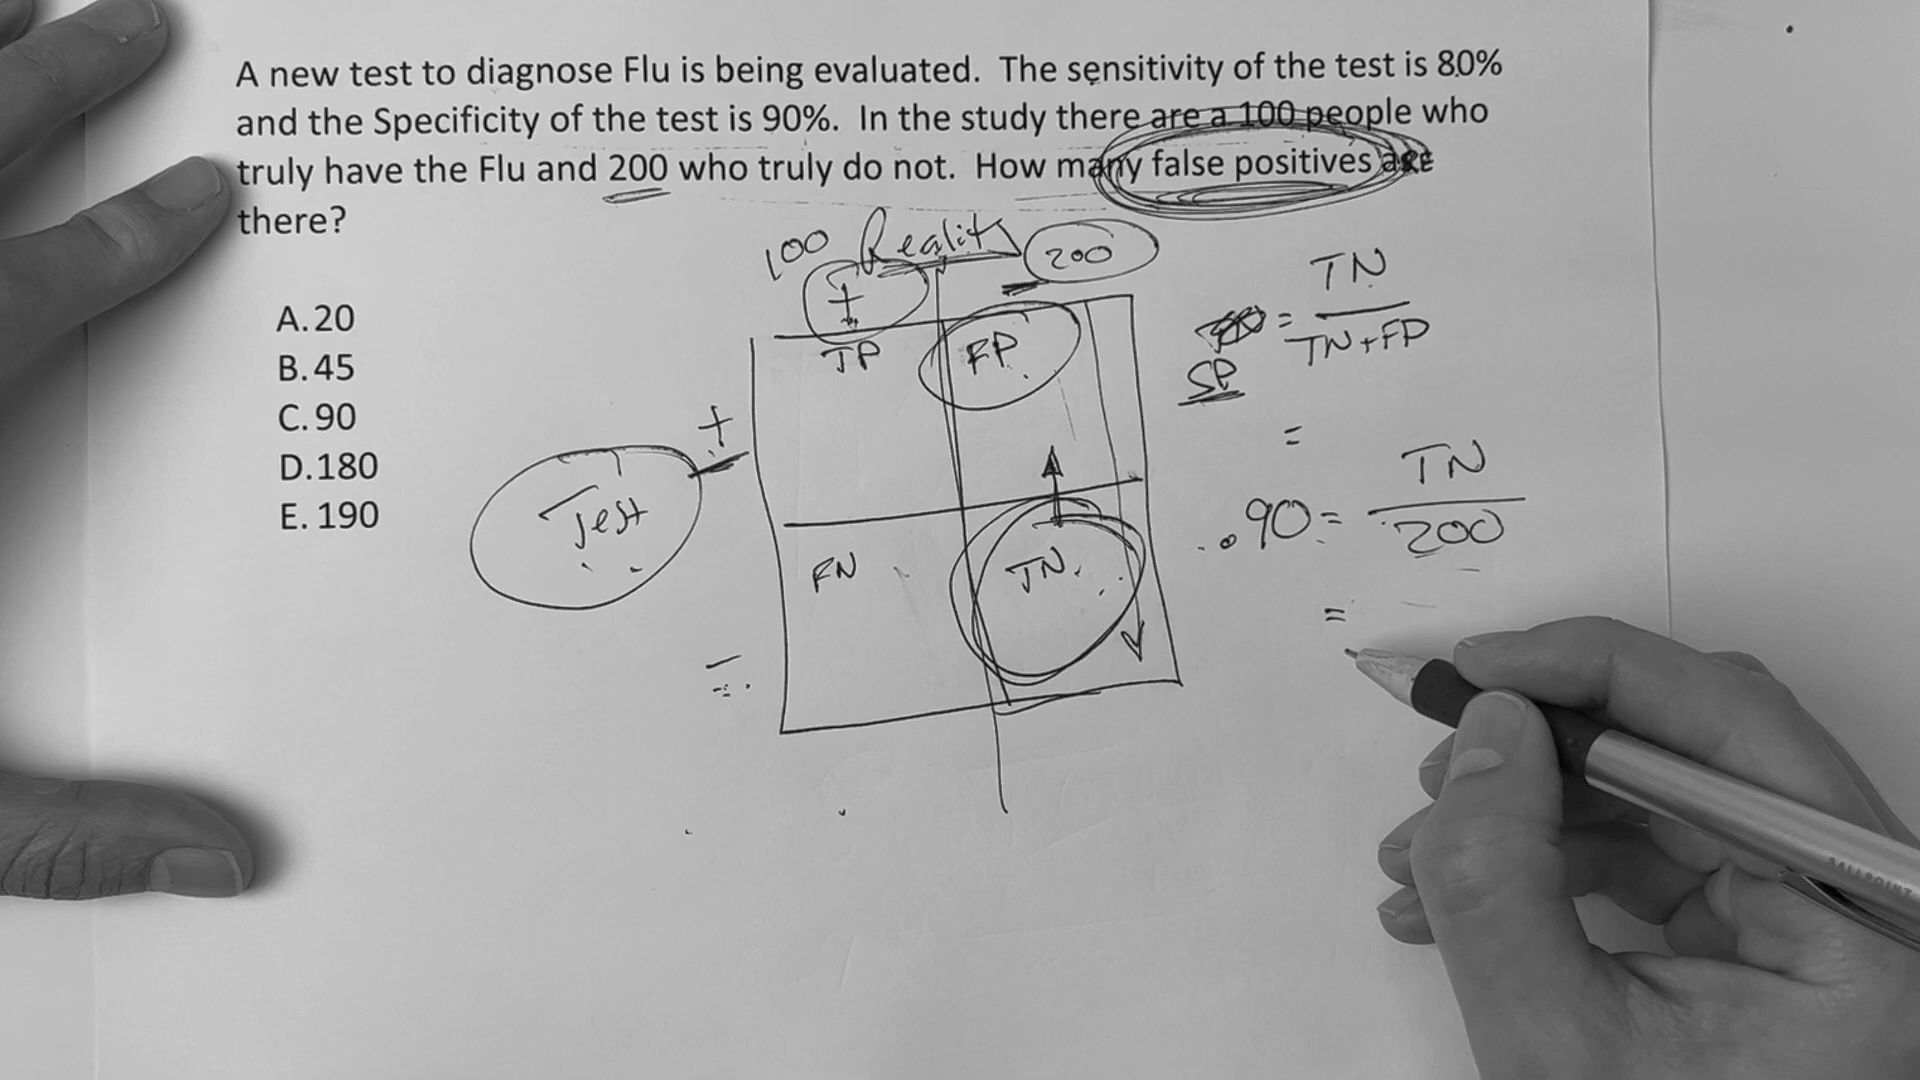 A new test to diagnose Flu is being evaluated. The sensitivity of the test is 80%
and the Specificity of the test is 90%. In the study there are a 100 people who
truly have the Flu and 200 who truly do not. How many false positives are
there?
100 Reality 200
+ -
A. 20
B. 45
C. 90
D. 180
E. 190
Test
+
-
TP FP
FN TN
SP = TN
TN+FP
=
.90 = TN
200
=
BALLPOINT